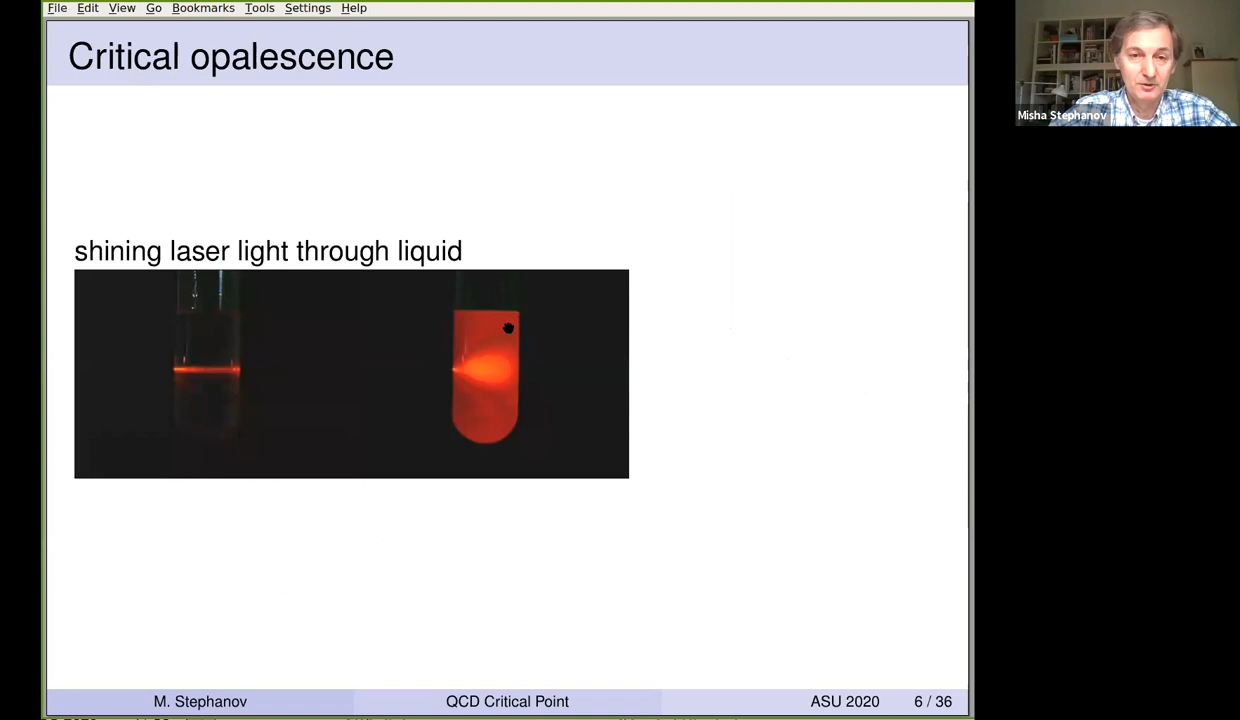 File Edit View Go Bookmarks Tools Settings Help
Critical opalescence
shining laser light through liquid
Misha Stephanov
M. Stephanov QCD Critical Point ASU 2020 6 / 36